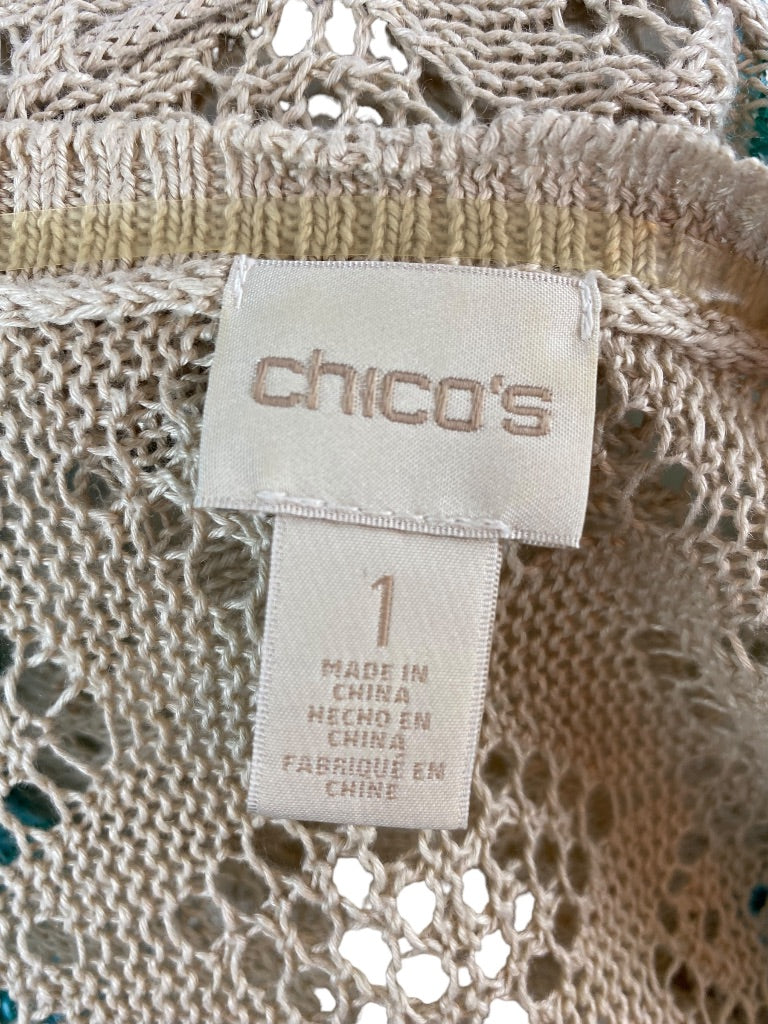 chico's
1
MADE IN
CHINA
HECHO EN
CHINA
FABRIQUÉ EN
CHINE